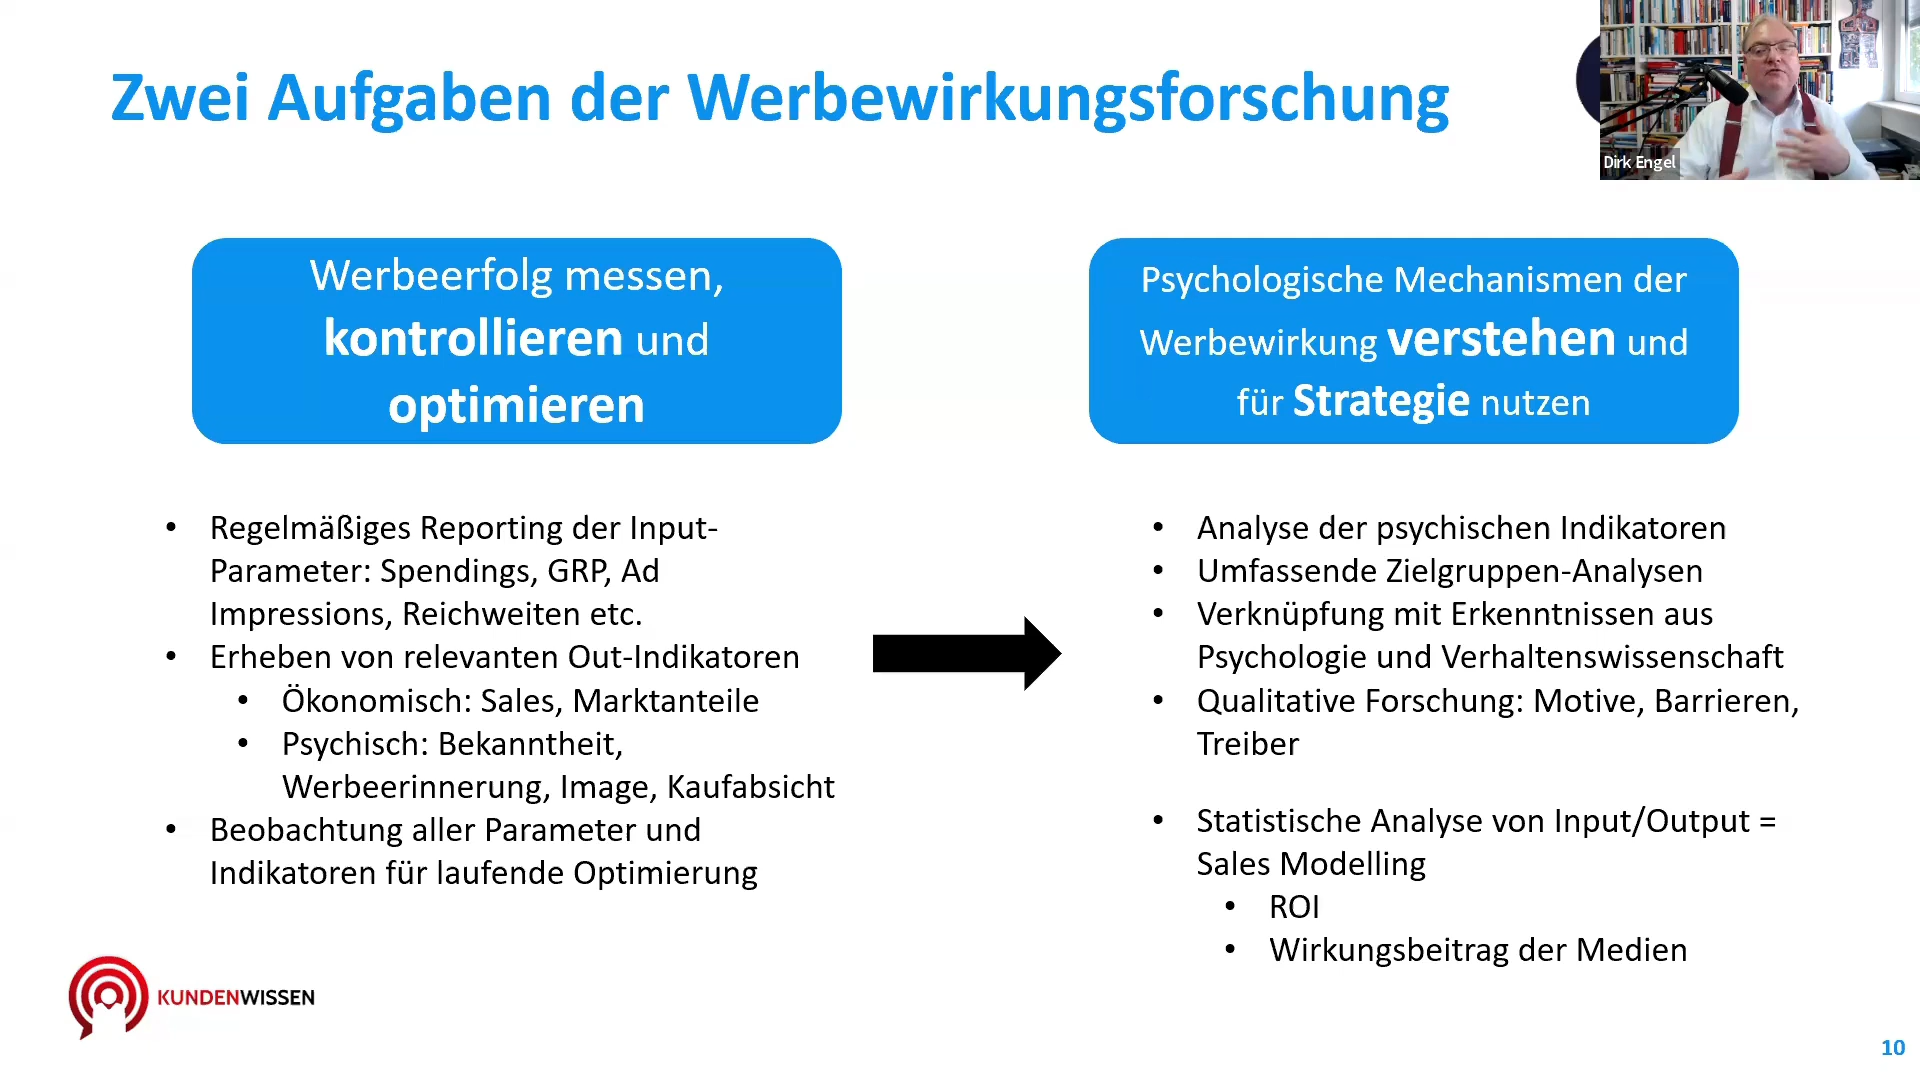 Zwei Aufgaben der Werbewirkungsforschung
Dirk Engel
Werbeerfolg messen,
kontrollieren und
optimieren
• Regelmäßiges Reporting der Input-
Parameter: Spendings, GRP, Ad
Impressions, Reichweiten etc.
• Erheben von relevanten Out-Indikatoren
• Ökonomisch: Sales, Marktanteile
• Psychisch: Bekanntheit,
Werbeerinnerung, Image, Kaufabsicht
• Beobachtung aller Parameter und
Indikatoren für laufende Optimierung
Psychologische Mechanismen der
Werbewirkung verstehen und
für Strategie nutzen
• Analyse der psychischen Indikatoren
• Umfassende Zielgruppen-Analysen
• Verknüpfung mit Erkenntnissen aus
Psychologie und Verhaltenswissenschaft
• Qualitative Forschung: Motive, Barrieren,
Treiber
• Statistische Analyse von Input/Output =
Sales Modelling
• ROI
• Wirkungsbeitrag der Medien
KUNDENWISSEN
10